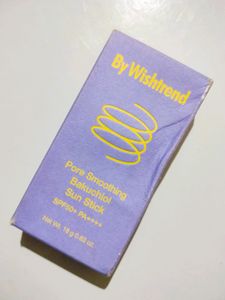 By Wishtrend
Pore Smoothing
Bakuchiol
Sun Stick
SPF50+ PA++++
Net Wt. 18 g 0.63 oz.